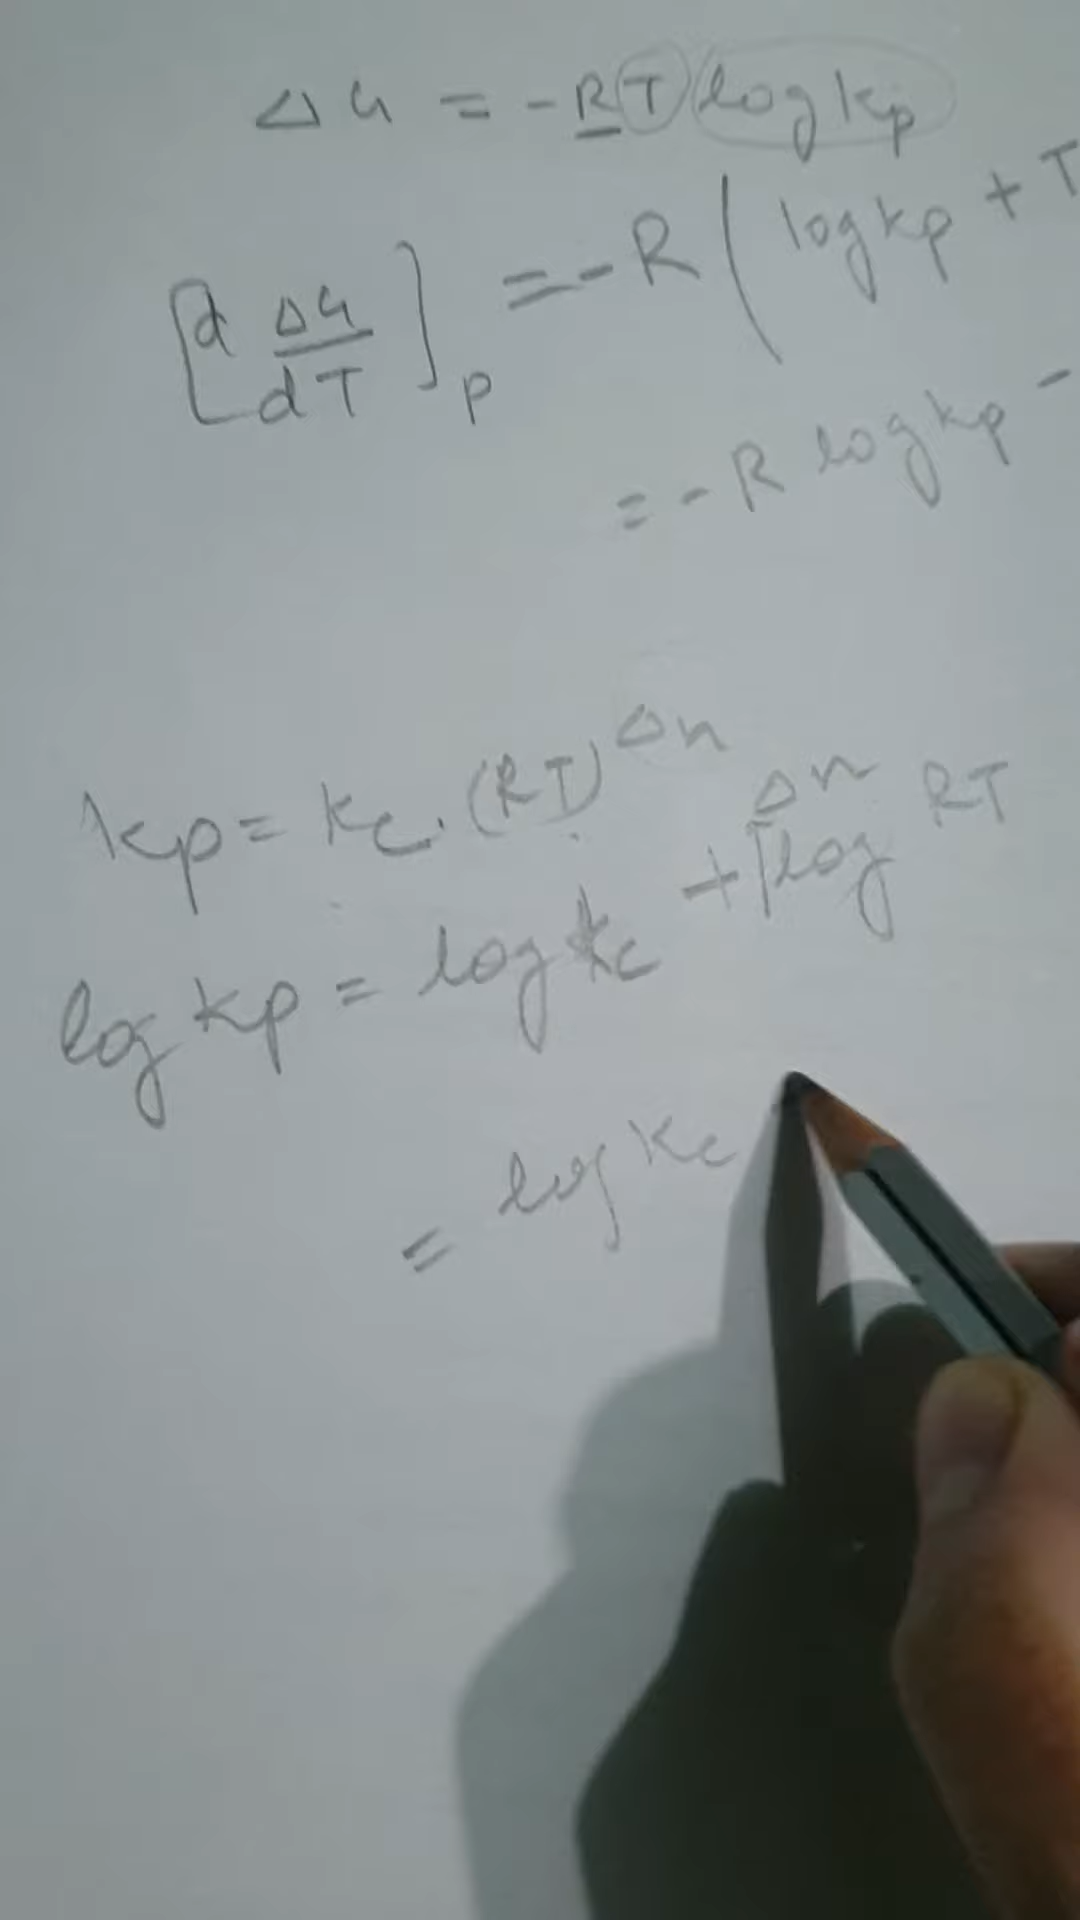 ΔG = -RT log kp
[d ΔG/dT]p = -R ( log kp + T
= - R log kp -
kp = kc. (RT)^Δn
log kp = log kc + Δn log RT
= log kc